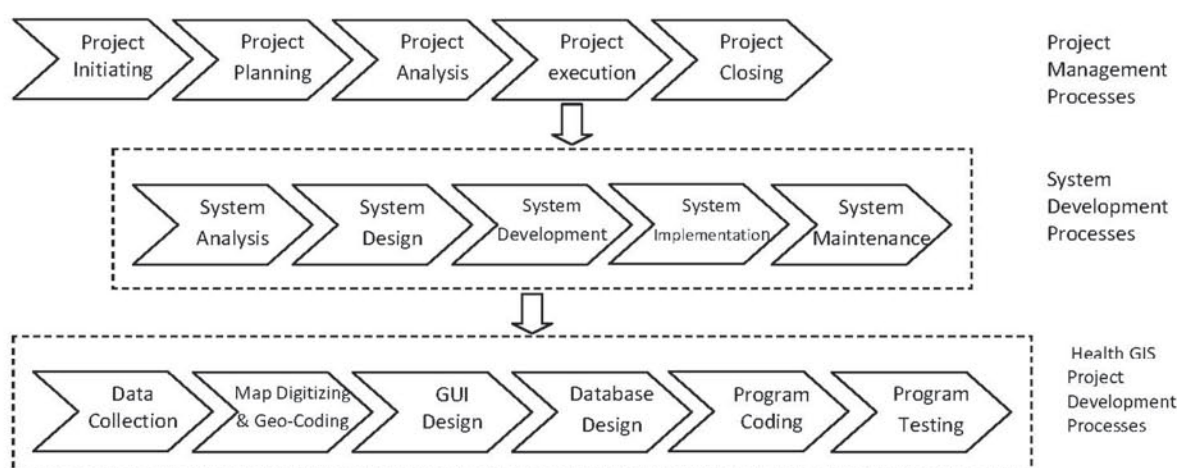 Project
Initiating
Project
Planning
Project
Analysis
Project
execution
Project
Closing
Project
Management
Processes
System
Analysis
System
Design
System
Development
System
Implementation
System
Maintenance
System
Development
Processes
Data
Collection
Map Digitizing
& Geo-Coding
GUI
Design
Database
Design
Program
Coding
Program
Testing
Health GIS
Project
Development
Processes